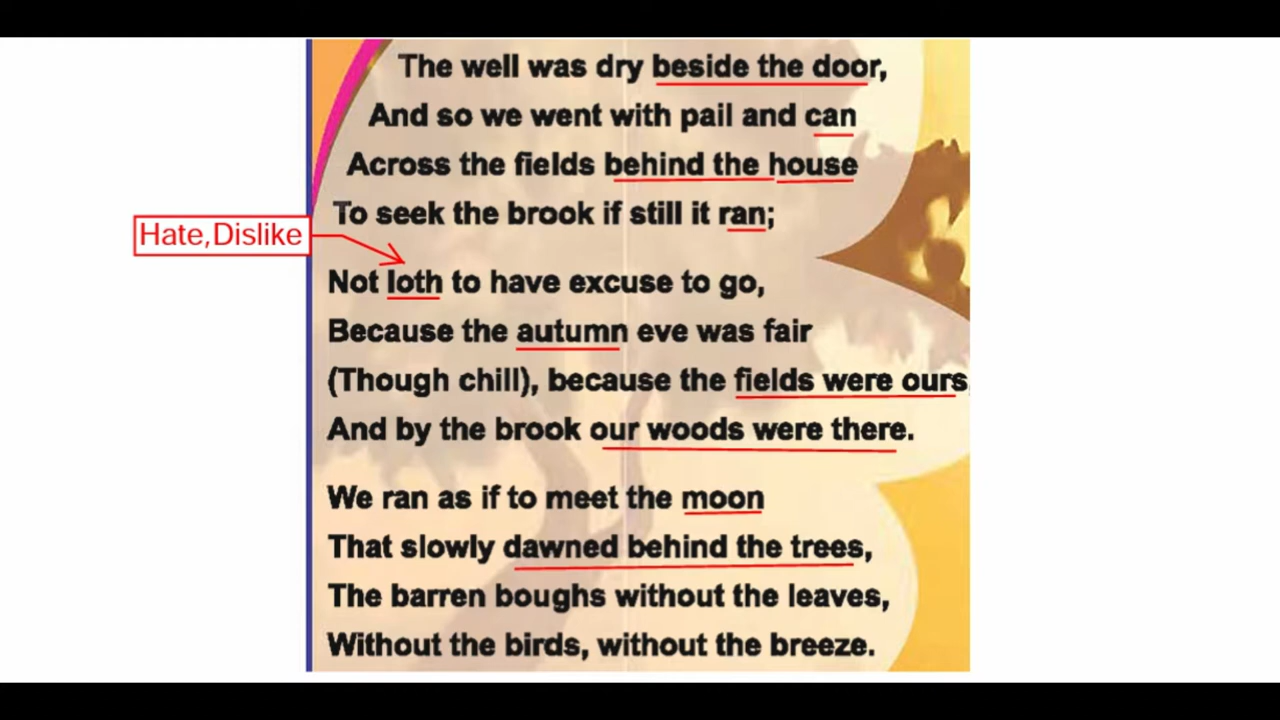 The well was dry beside the door,
And so we went with pail and can
Across the fields behind the house
To seek the brook if still it ran;
Hate,Dislike
Not loth to have excuse to go,
Because the autumn eve was fair
(Though chill), because the fields were ours,
And by the brook our woods were there.
We ran as if to meet the moon
That slowly dawned behind the trees,
The barren boughs without the leaves,
Without the birds, without the breeze.